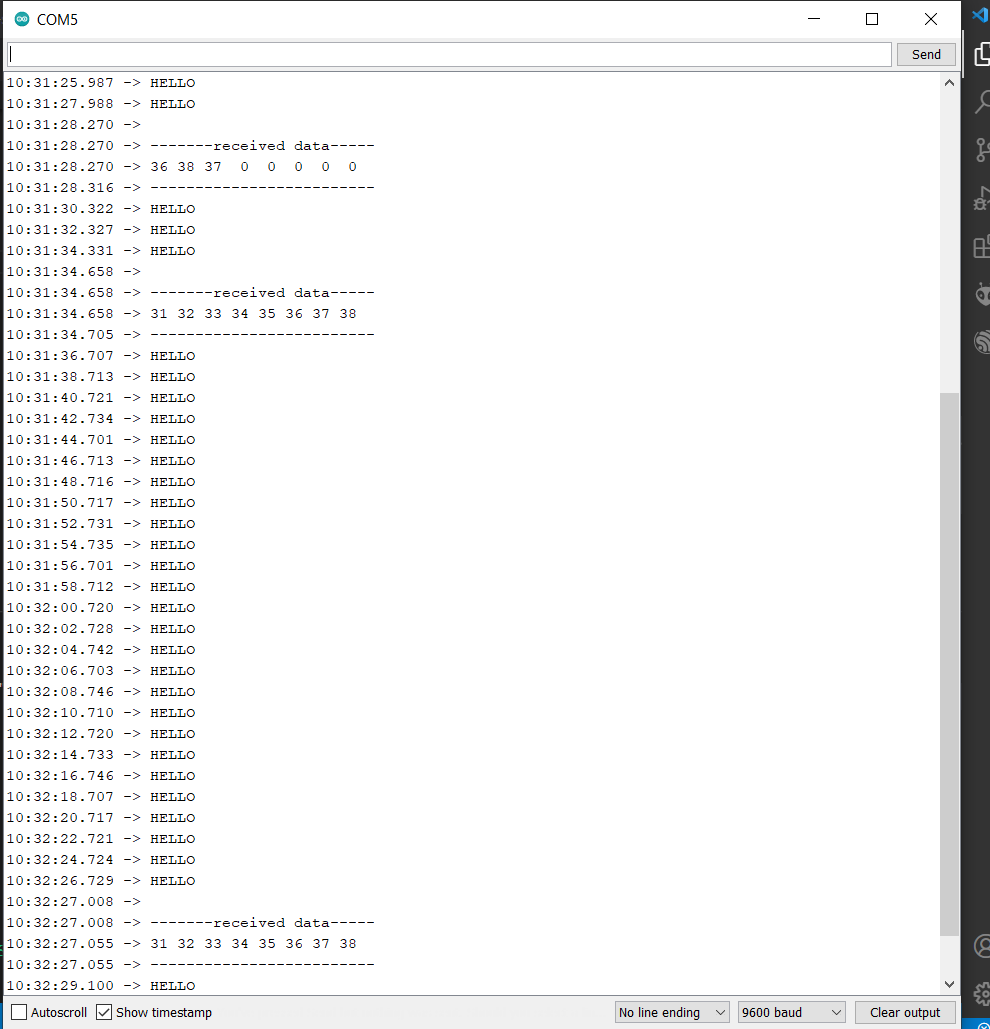 COM5
Send
10:31:25.987 -> HELLO
10:31:27.988 -> HELLO
10:31:28.270 ->
10:31:28.270 -> -------received data-----
10:31:28.270 -> 36 38 37  0  0  0  0  0
10:31:28.316 -> -------------------------
10:31:30.322 -> HELLO
10:31:32.327 -> HELLO
10:31:34.331 -> HELLO
10:31:34.658 ->
10:31:34.658 -> -------received data-----
10:31:34.658 -> 31 32 33 34 35 36 37 38
10:31:34.705 -> -------------------------
10:31:36.707 -> HELLO
10:31:38.713 -> HELLO
10:31:40.721 -> HELLO
10:31:42.734 -> HELLO
10:31:44.701 -> HELLO
10:31:46.713 -> HELLO
10:31:48.716 -> HELLO
10:31:50.717 -> HELLO
10:31:52.731 -> HELLO
10:31:54.735 -> HELLO
10:31:56.701 -> HELLO
10:31:58.712 -> HELLO
10:32:00.720 -> HELLO
10:32:02.728 -> HELLO
10:32:04.742 -> HELLO
10:32:06.703 -> HELLO
10:32:08.746 -> HELLO
10:32:10.710 -> HELLO
10:32:12.720 -> HELLO
10:32:14.733 -> HELLO
10:32:16.746 -> HELLO
10:32:18.707 -> HELLO
10:32:20.717 -> HELLO
10:32:22.721 -> HELLO
10:32:24.724 -> HELLO
10:32:26.729 -> HELLO
10:32:27.008 ->
10:32:27.008 -> -------received data-----
10:32:27.055 -> 31 32 33 34 35 36 37 38
10:32:27.055 -> -------------------------
10:32:29.100 -> HELLO
Autoscroll Show timestamp No line ending 9600 baud Clear output